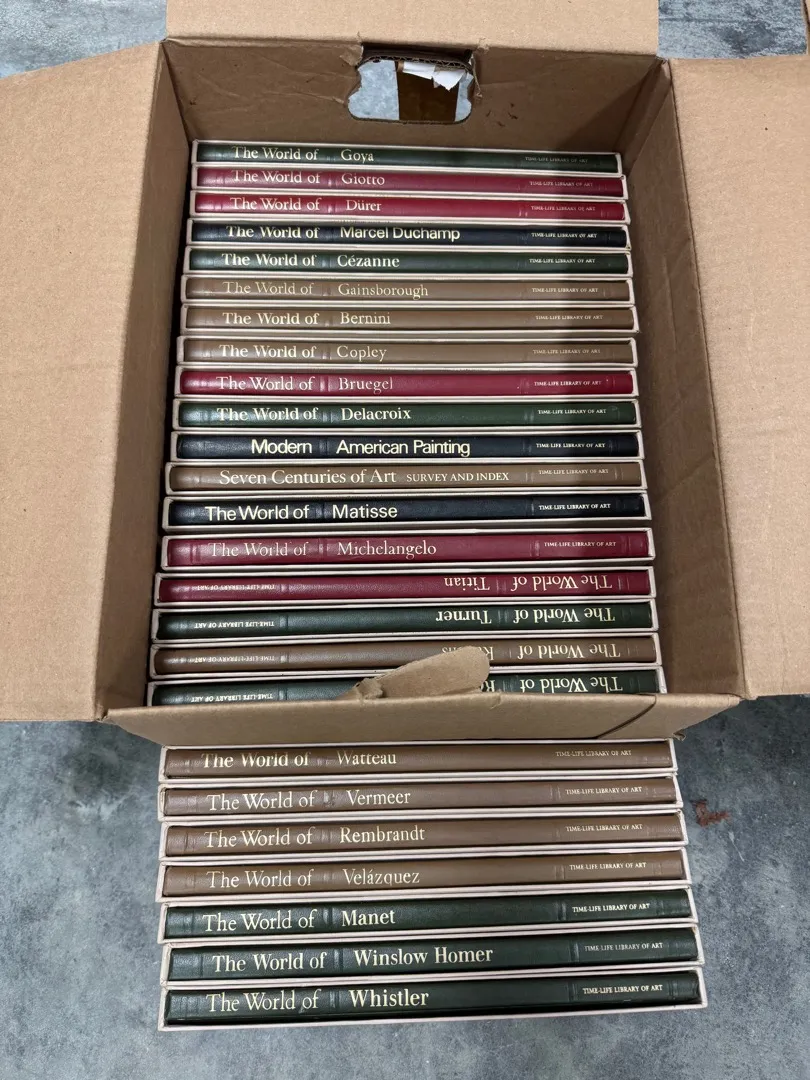 The World of Goya TIME-LIFE LIBRARY OF ART
The World of Giotto TIME-LIFE LIBRARY OF ART
The World of Dürer TIME-LIFE LIBRARY OF ART
The World of Marcel Duchamp TIME-LIFE LIBRARY OF ART
The World of Cézanne TIME-LIFE LIBRARY OF ART
The World of Gainsborough TIME-LIFE LIBRARY OF ART
The World of Bernini TIME-LIFE LIBRARY OF ART
The World of Copley TIME-LIFE LIBRARY OF ART
The World of Bruegel TIME-LIFE LIBRARY OF ART
The World of Delacroix TIME-LIFE LIBRARY OF ART
Modern American Painting TIME-LIFE LIBRARY OF ART
Seven Centuries of Art SURVEY AND INDEX TIME-LIFE LIBRARY OF ART
The World of Matisse TIME-LIFE LIBRARY OF ART
The World of Michelangelo TIME-LIFE LIBRARY OF ART
The World of Titian TIME-LIFE LIBRARY OF ART
The World of Turner TIME-LIFE LIBRARY OF ART
The World of TIME-LIFE LIBRARY OF ART
The World of TIME-LIFE LIBRARY OF ART
The World of Watteau TIME-LIFE LIBRARY OF ART
The World of Vermeer TIME-LIFE LIBRARY OF ART
The World of Rembrandt TIME-LIFE LIBRARY OF ART
The World of Velázquez TIME-LIFE LIBRARY OF ART
The World of Manet TIME-LIFE LIBRARY OF ART
The World of Winslow Homer TIME-LIFE LIBRARY OF ART
The World of Whistler TIME-LIFE LIBRARY OF ART